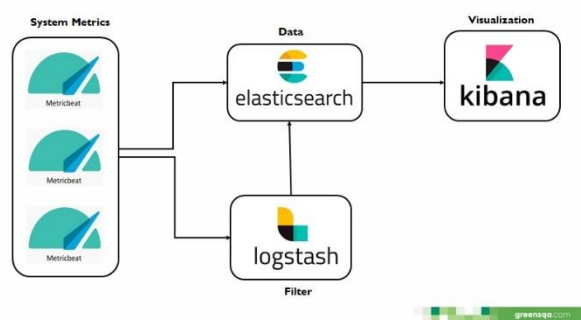 System Metrics
Metricbeat
Metricbeat
Metricbeat
Data
elasticsearch
Visualization
kibana
logstash
Filter
greensqa.com